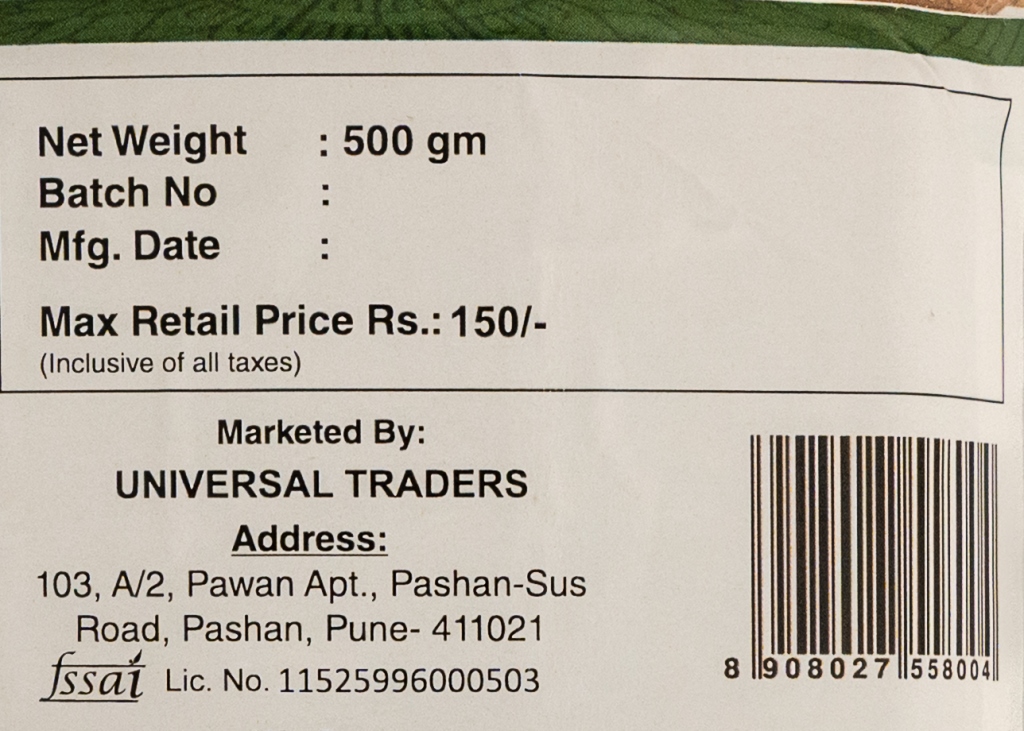 Net Weight : 500 gm
Batch No :
Mfg. Date :
Max Retail Price Rs.: 150/-
(Inclusive of all taxes)
Marketed By:
UNIVERSAL TRADERS
Address:
103, A/2, Pawan Apt., Pashan-Sus
Road, Pashan, Pune- 411021
fssai Lic. No. 11525996000503
8 908027 558004